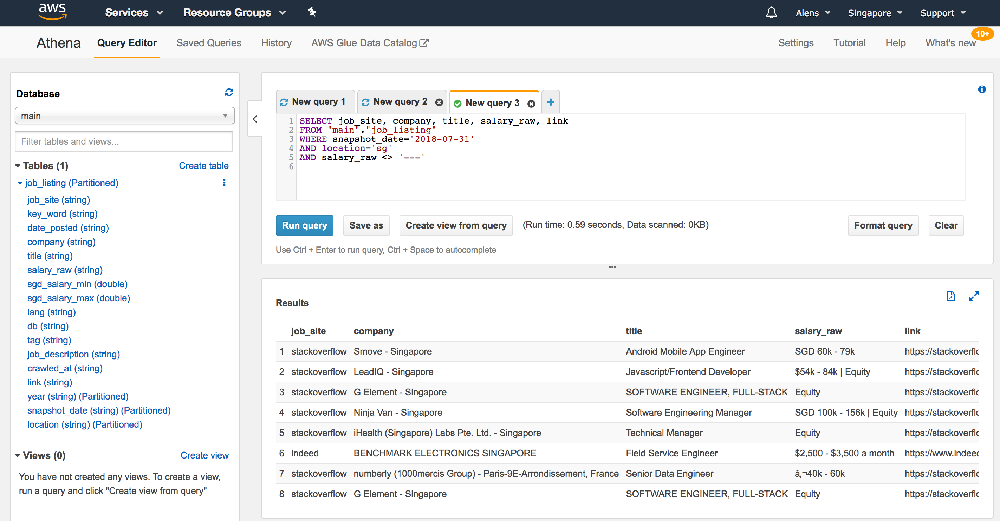 aws Services Resource Groups Alens Singapore Support
Athena Query Editor Saved Queries History AWS Glue Data Catalog Settings Tutorial Help What's new 10+
Database
main
Filter tables and views...
Tables (1) Create table
job_listing (Partitioned)
job_site (string)
key_word (string)
date_posted (string)
company (string)
title (string)
salary_raw (string)
sgd_salary_min (double)
sgd_salary_max (double)
lang (string)
db (string)
tag (string)
job_description (string)
crawled_at (string)
link (string)
year (string) (Partitioned)
snapshot_date (string) (Partitioned)
location (string) (Partitioned)
Views (0) Create view
You have not created any views. To create a view,
run a query and click "Create view from query"
New query 1 New query 2 New query 3
1 SELECT job_site, company, title, salary_raw, link
2 FROM "main"."job_listing"
3 WHERE snapshot_date='2018-07-31'
4 AND location='sg'
5 AND salary_raw <> '---'
6
Run query Save as Create view from query (Run time: 0.59 seconds, Data scanned: 0KB) Format query Clear
Use Ctrl + Enter to run query, Ctrl + Space to autocomplete
Results
job_site company title salary_raw link
1 stackoverflow Smove - Singapore Android Mobile App Engineer SGD 60k - 79k https://stackoverflo
2 stackoverflow LeadIQ - Singapore Javascript/Frontend Developer $54k - 84k | Equity https://stackoverflo
3 stackoverflow G Element - Singapore SOFTWARE ENGINEER, FULL-STACK Equity https://stackoverflo
4 stackoverflow Ninja Van - Singapore Software Engineering Manager SGD 100k - 156k | Equity https://stackoverflo
5 stackoverflow iHealth (Singapore) Labs Pte. Ltd. - Singapore Technical Manager Equity https://stackoverflo
6 indeed BENCHMARK ELECTRONICS SINGAPORE Field Service Engineer $2,500 - $3,500 a month https://www.indeed
7 stackoverflow numberly (1000mercis Group) - Paris-9E-Arrondissement, France Senior Data Engineer â‚¬40k - 60k https://stackoverflo
8 stackoverflow G Element - Singapore SOFTWARE ENGINEER, FULL-STACK Equity https://stackoverflo